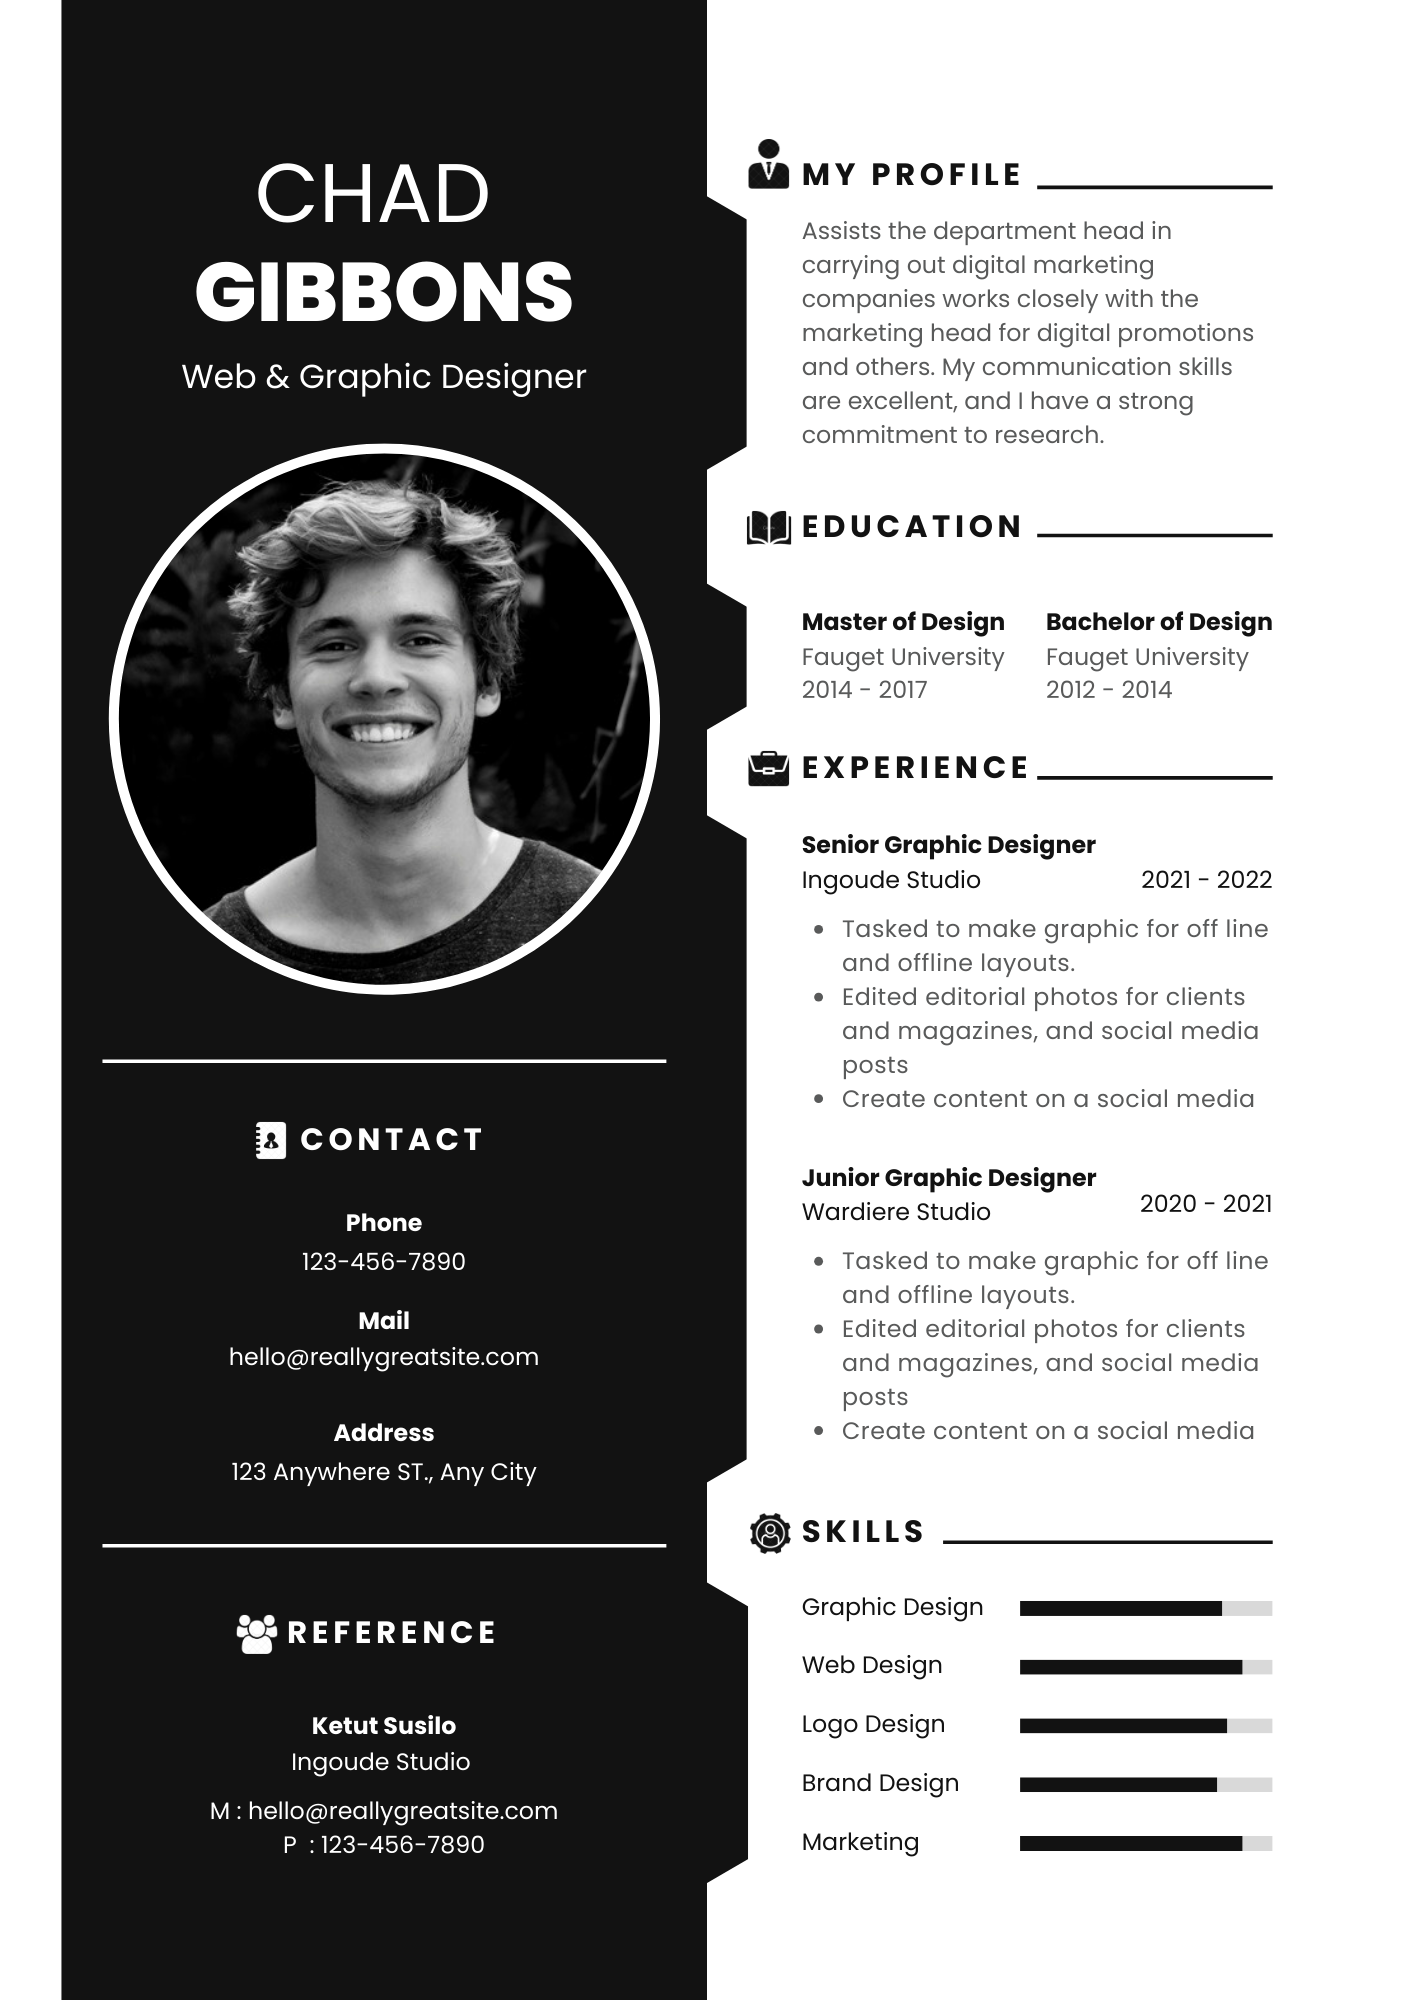 CHAD
GIBBONS
Web & Graphic Designer
CONTACT
Phone
123-456-7890
Mail
hello@reallygreatsite.com
Address
123 Anywhere ST., Any City
REFERENCE
Ketut Susilo
Ingoude Studio
M : hello@reallygreatsite.com
P : 123-456-7890
MY PROFILE
Assists the department head in
carrying out digital marketing
companies works closely with the
marketing head for digital promotions
and others. My communication skills
are excellent, and I have a strong
commitment to research.
EDUCATION
Master of Design
Fauget University
2014 - 2017
Bachelor of Design
Fauget University
2012 - 2014
EXPERIENCE
Senior Graphic Designer
Ingoude Studio 2021 - 2022
• Tasked to make graphic for off line
and offline layouts.
• Edited editorial photos for clients
and magazines, and social media
posts
• Create content on a social media
Junior Graphic Designer
Wardiere Studio 2020 - 2021
• Tasked to make graphic for off line
and offline layouts.
• Edited editorial photos for clients
and magazines, and social media
posts
• Create content on a social media
SKILLS
Graphic Design
Web Design
Logo Design
Brand Design
Marketing